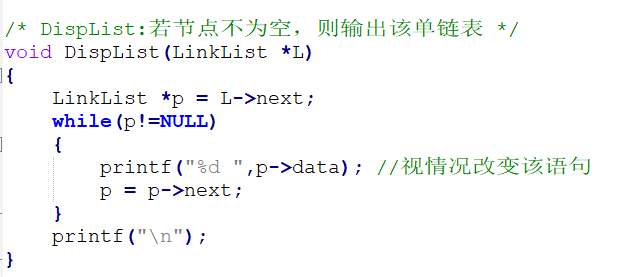 /* DispList:若节点不为空，则输出该单链表 */
void DispList(LinkList *L)
{
    LinkList *p = L->next;
    while(p!=NULL)
    {
        printf("%d ",p->data); //视情况改变该语句
        p = p->next;
    }
    printf("\n");
}